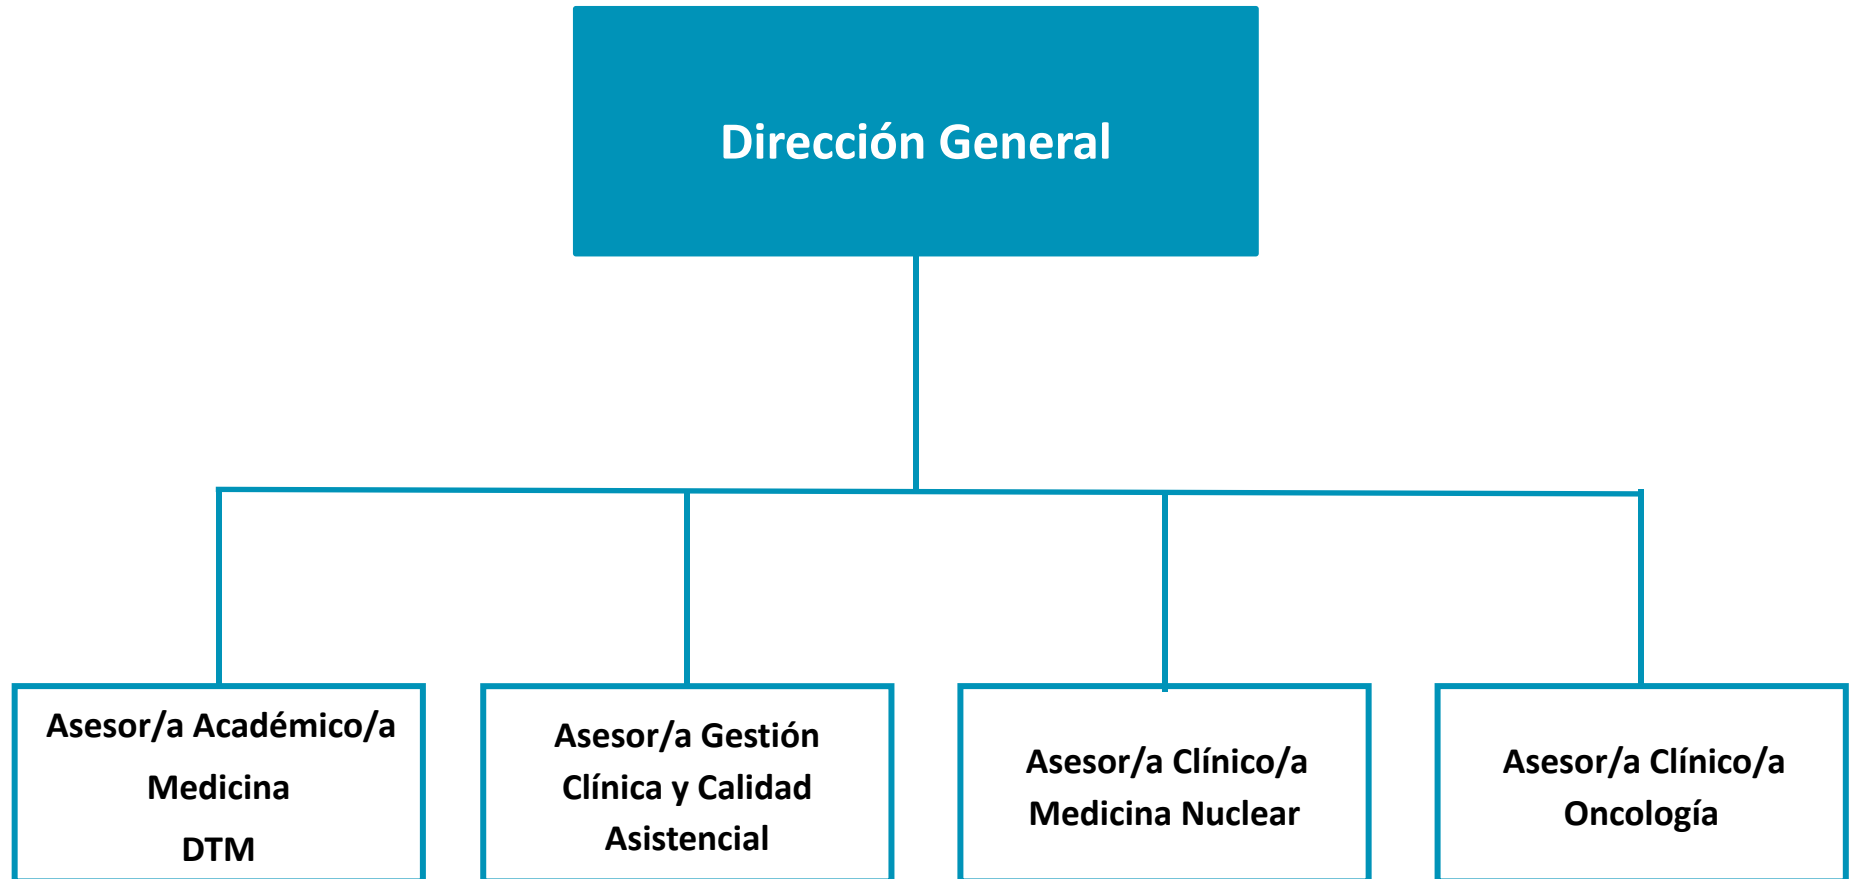 Dirección General
Asesor/a Académico/a
Medicina
DTM
Asesor/a Gestión
Clínica y Calidad
Asistencial
Asesor/a Clínico/a
Medicina Nuclear
Asesor/a Clínico/a
Oncología